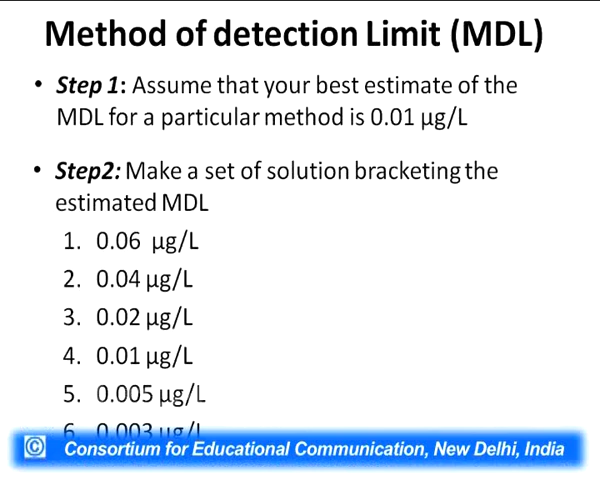 Method of detection Limit (MDL)
• Step 1: Assume that your best estimate of the
MDL for a particular method is 0.01 µg/L
• Step2: Make a set of solution bracketing the
estimated MDL
1. 0.06 µg/L
2. 0.04 µg/L
3. 0.02 µg/L
4. 0.01 µg/L
5. 0.005 µg/L
6. 0.003 µg/L
© Consortium for Educational Communication, New Delhi, India